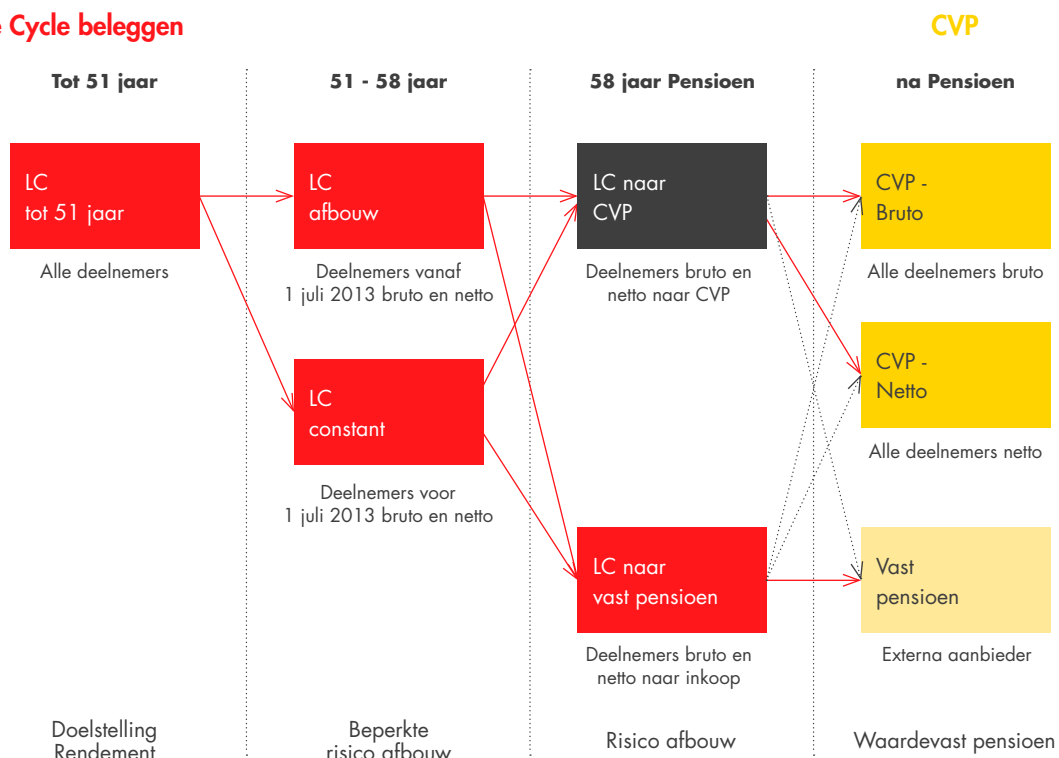 e Cycle beleggen
CVP
Tot 51 jaar
51 - 58 jaar
58 jaar Pensioen
na Pensioen
LC
tot 51 jaar
Alle deelnemers
LC
afbouw
Deelnemers vanaf
1 juli 2013 bruto en netto
LC
constant
Deelnemers voor
1 juli 2013 bruto en netto
LC naar
CVP
Deelnemers bruto en
netto naar CVP
LC naar
vast pensioen
Deelnemers bruto en
netto naar inkoop
CVP -
Bruto
Alle deelnemers bruto
CVP -
Netto
Alle deelnemers netto
Vast
pensioen
Externa aanbieder
Doelstelling
Rendement
Beperkte
risico afbouw
Risico afbouw
Waardevast pensioen